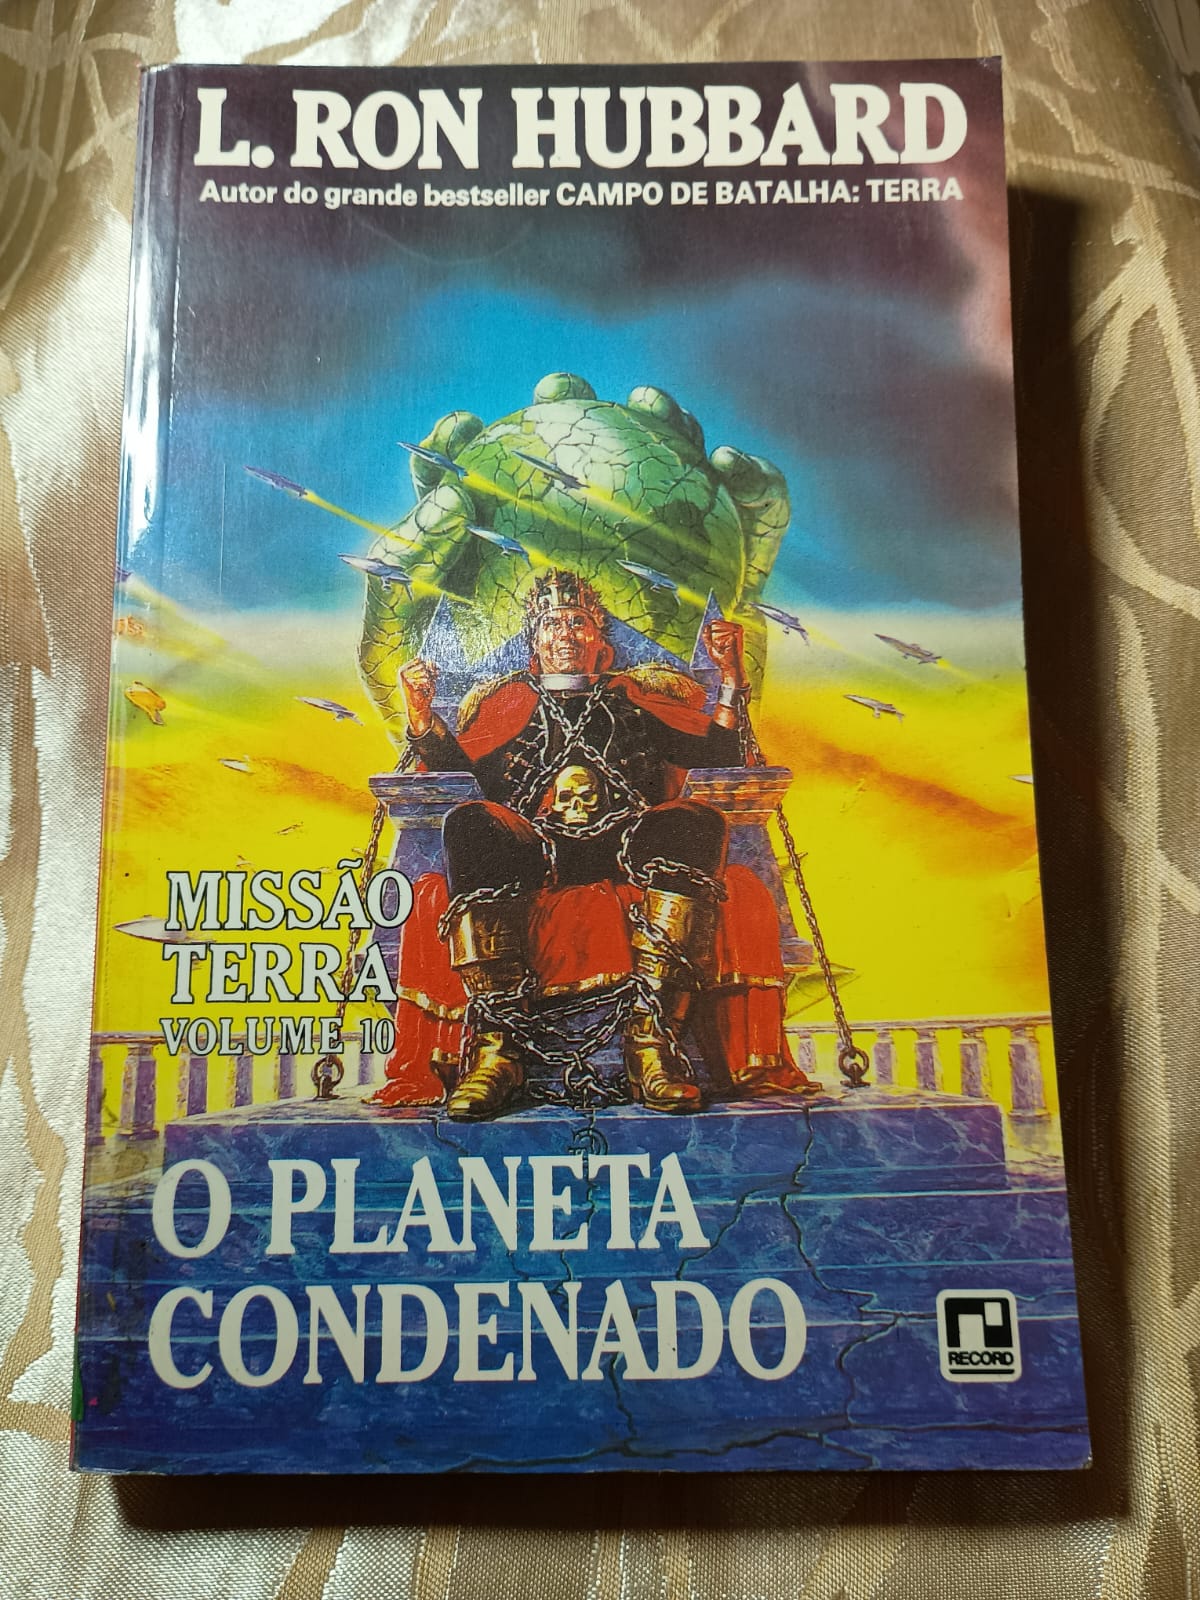 L. RON HUBBARD
Autor do grande bestseller CAMPO DE BATALHA: TERRA
MISSÃO
TERRA
VOLUME 10
O PLANETA
CONDENADO
RECORD